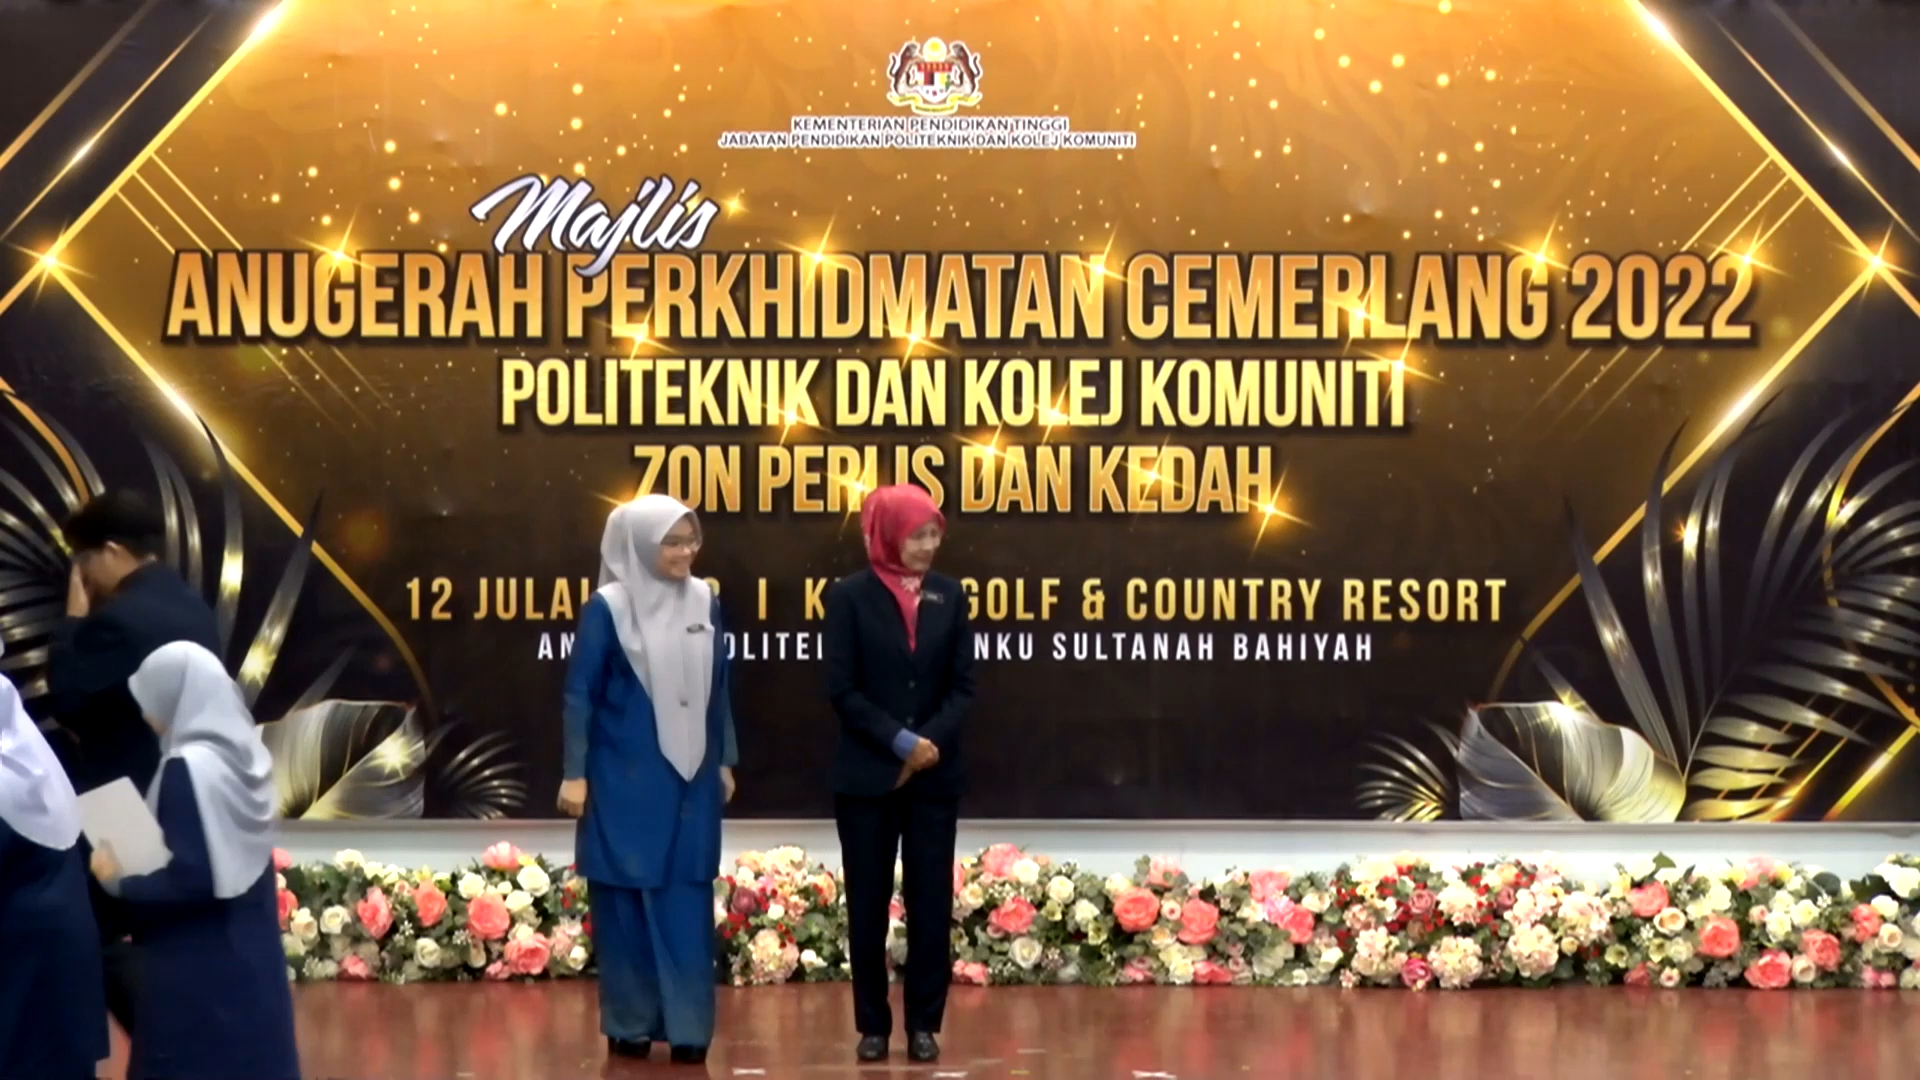 KEMENTERIAN PENDIDIKAN TINGGI
JABATAN PENDIDIKAN POLITEKNIK DAN KOLEJ KOMUNITI
Majlis
ANUGERAH PERKHIDMATAN CEMERLANG 2022
POLITEKNIK DAN KOLEJ KOMUNITI
ZON PERLIS DAN KEDAH
12 JULAI | GOLF & COUNTRY RESORT
SULTANAH BAHIYAH